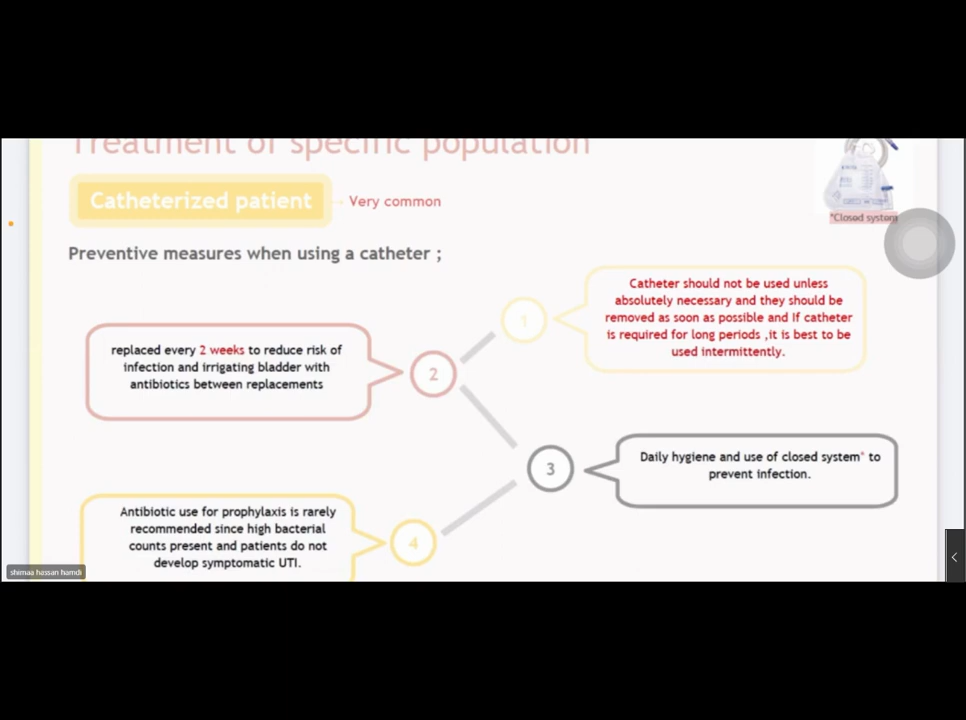 Treatment of specific population
Catheterized patient
Very common
*Closed system
Preventive measures when using a catheter ;
1
Catheter should not be used unless
absolutely necessary and they should be
removed as soon as possible and If catheter
is required for long periods ,it is best to be
used intermittently.
replaced every 2 weeks to reduce risk of
infection and irrigating bladder with
antibiotics between replacements
2
3
Daily hygiene and use of closed system* to
prevent infection.
Antibiotic use for prophylaxis is rarely
recommended since high bacterial
counts present and patients do not
develop symptomatic UTI.
4
shimaa hassan hamdi